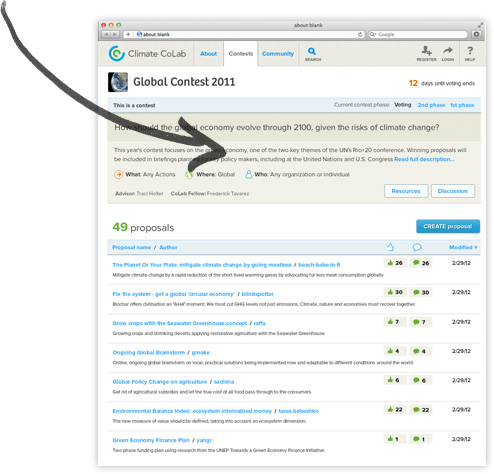 about:blank
about:blank
Google
Climate CoLab
About
Contests
Community
SEARCH
REGISTER
LOGIN
HELP
Global Contest 2011
12 days until voting ends
This is a contest
Current contest phase: Voting 2nd phase 1st phase
How should the global economy evolve through 2100, given the risks of climate change?
This year's contest focuses on the green economy, one of the two key themes of the UN's Rio+20 conference. Winning proposals will
be included in briefings planned for key policy makers, including at the United Nations and U.S. Congress Read full description...
What: Any Actions
Where: Global
Who: Any organization or individual
Advisor: Traci Holter CoLab Fellow: Frederick Tavarez
Resources
Discussion
49 proposals
CREATE proposal
Proposal name / Author
Modified
The Planet Or Your Plate: mitigate climate change by going meatless / beach-babe-in-fl
26
26
2/29/12
Mitigate climate change by a rapid reduction of the short lived warming gases by advocating for less meat consumption globally
Fix the system - get a global 'circular economy' / blindspotter
30
30
2/29/12
Biochar offers civilisation an 'AHA' moment. We must cut GHG levels not just emissions. Climate, nature and economies must recover together.
Grow crops with the Seawater Greenhouse concept / raffa
7
7
2/29/12
Growing crops and shrinking deserts applying restorative agriculture with the Seawater Greenhouse
Ongoing Global Brainstorm / gmoke
4
4
2/29/12
Online, ongoing global brainstorm on local, practical solutions being implemented now and adaptable to different conditions around the world
Global Policy Change on agriculture / sachina
6
6
2/29/12
Get rid of agricultural subsidies and let the true cost of all food pass through to the consumers.
Environmental Balance Index: ecosystem internalized money / taras.bebeshko
22
22
2/29/12
The new measure of value should be defined, taking into account an ecosystem dimension.
Green Economy Finance Plan / yangr
1
1
2/29/12
Two phase funding plan using research from the UNEP Towards a Green Economy Finance Initiative